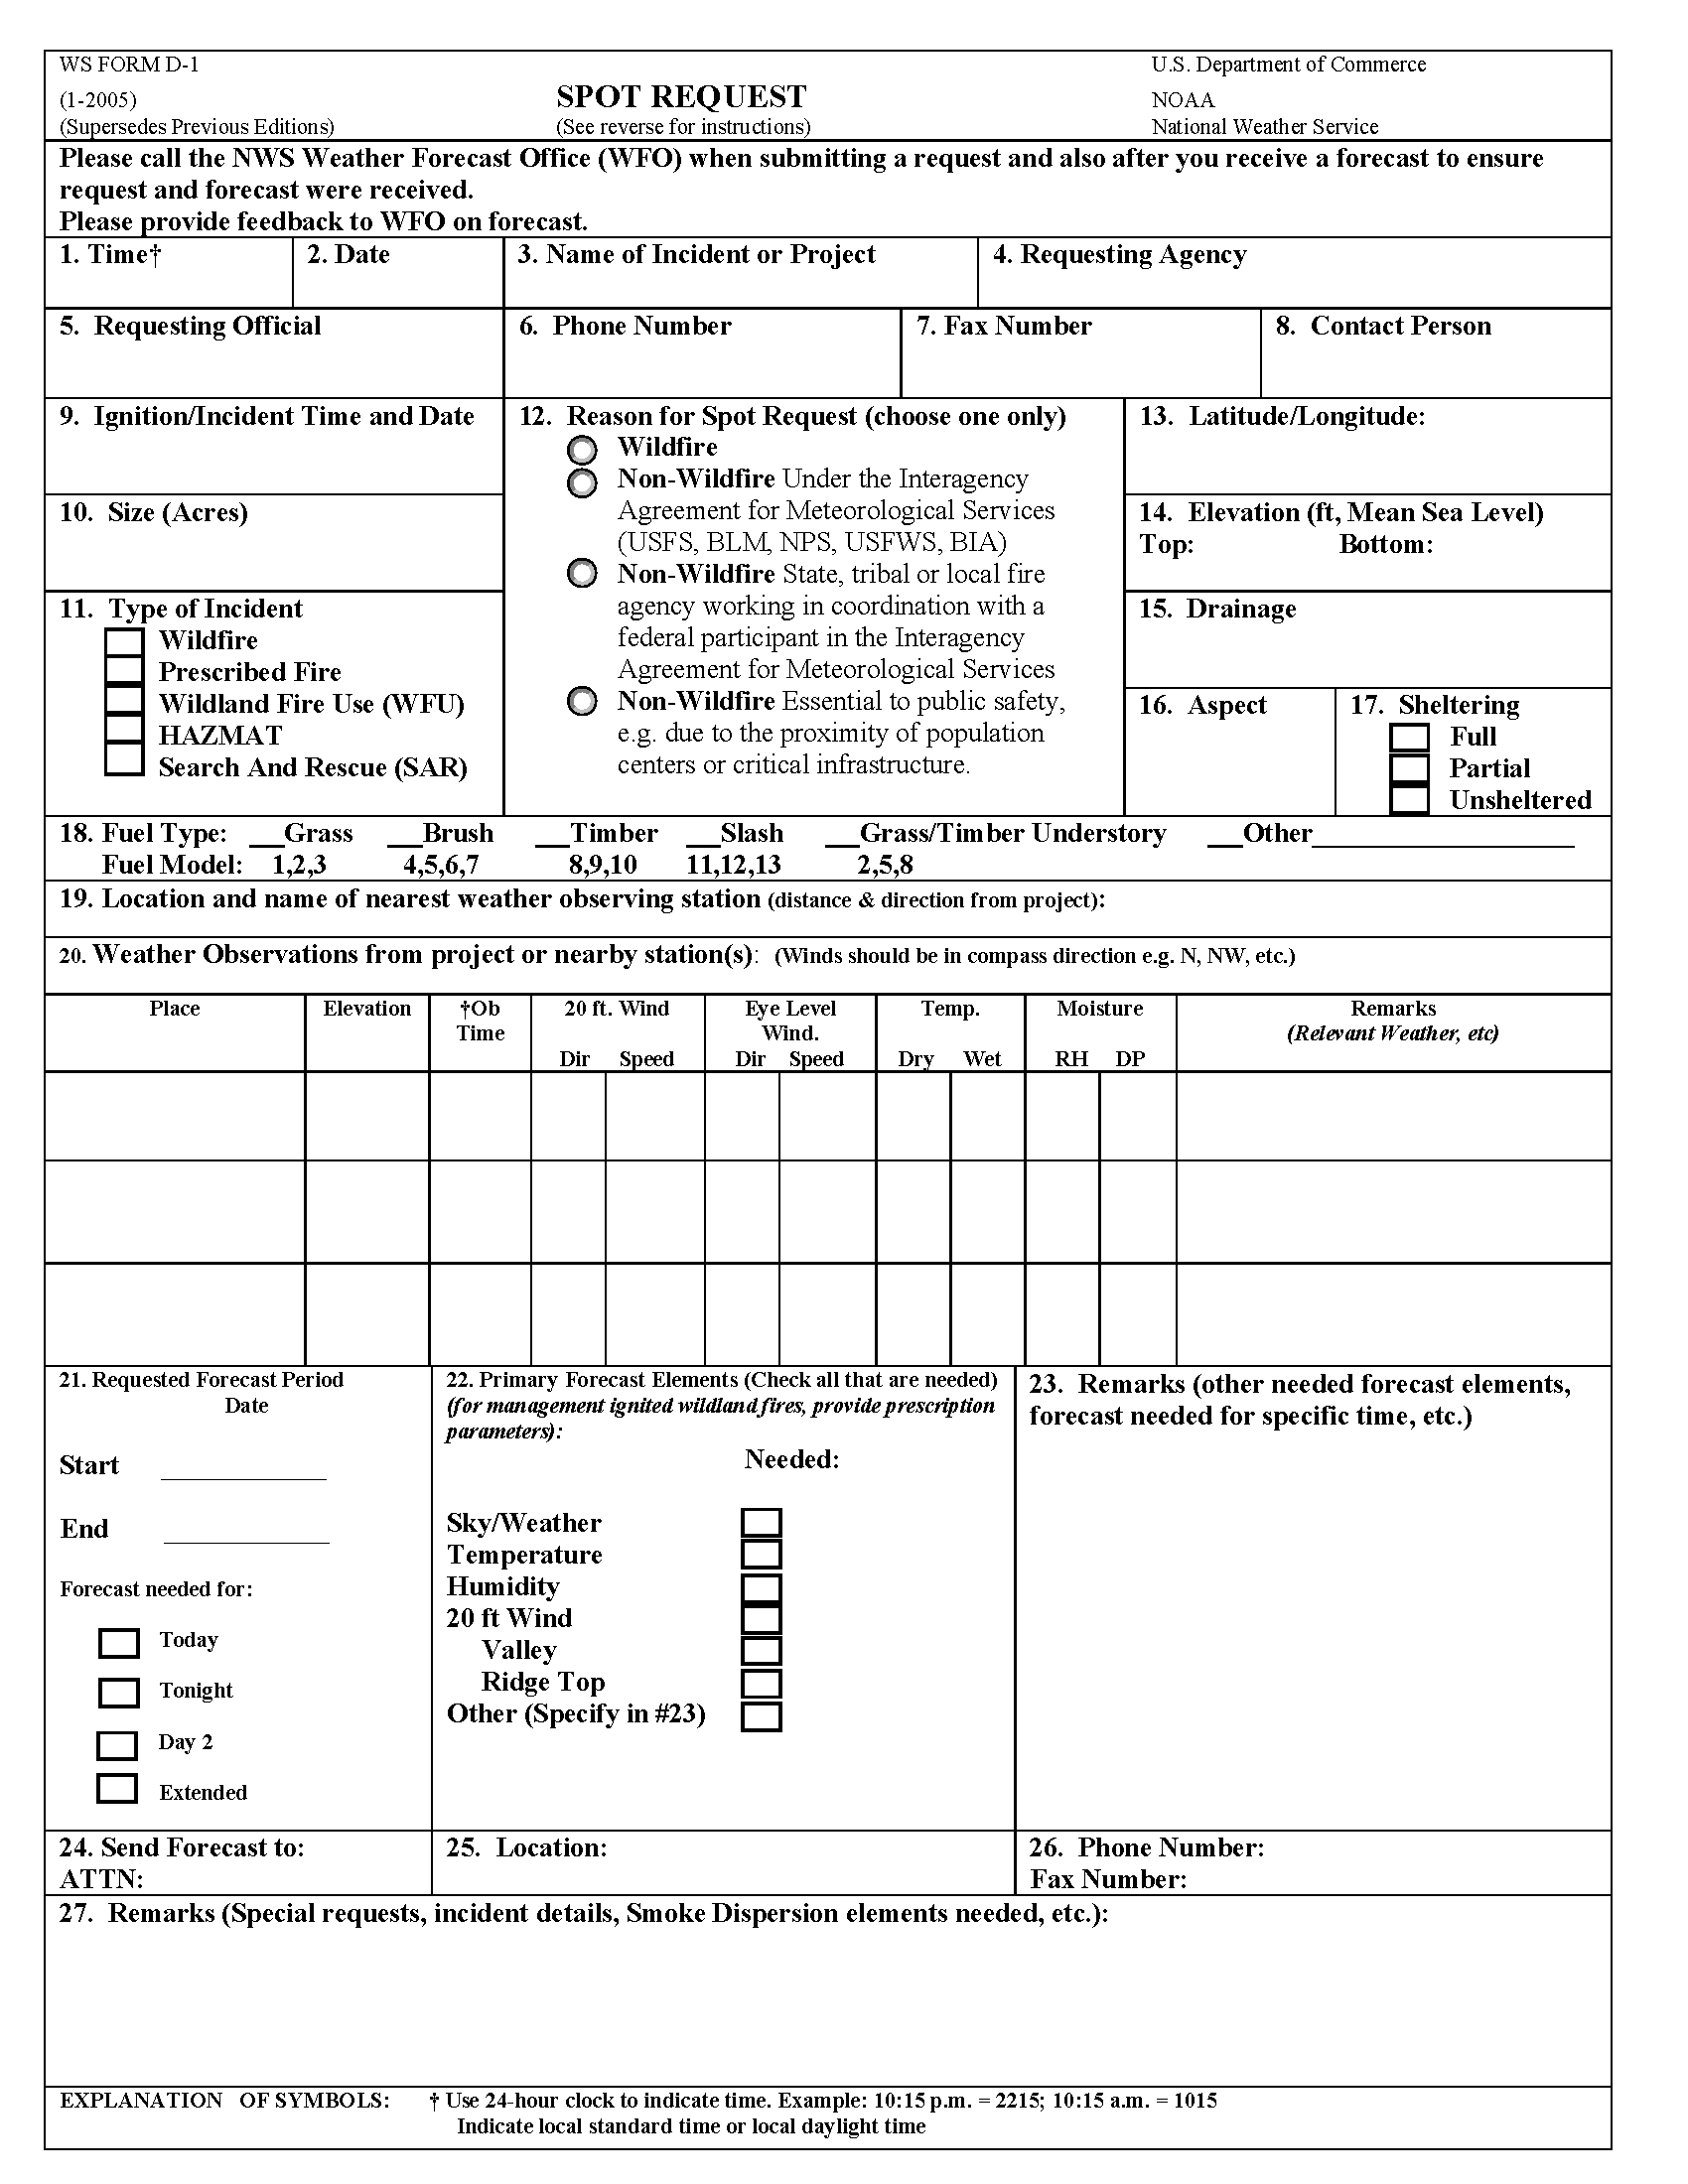 WS FORM D-1
U.S. Department of Commerce
(1-2005)
SPOT REQUEST
NOAA
(Supersedes Previous Editions)
(See reverse for instructions)
National Weather Service
Please call the NWS Weather Forecast Office (WFO) when submitting a request and also after you receive a forecast to ensure
request and forecast were received.
Please provide feedback to WFO on forecast.
1. Time†
2. Date
3. Name of Incident or Project
4. Requesting Agency
5. Requesting Official
6. Phone Number
7. Fax Number
8. Contact Person
9. Ignition/Incident Time and Date
10. Size (Acres)
11. Type of Incident
Wildfire
Prescribed Fire
Wildland Fire Use (WFU)
HAZMAT
Search And Rescue (SAR)
12. Reason for Spot Request (choose one only)
Wildfire
Non-Wildfire Under the Interagency
Agreement for Meteorological Services
(USFS, BLM, NPS, USFWS, BIA)
Non-Wildfire State, tribal or local fire
agency working in coordination with a
federal participant in the Interagency
Agreement for Meteorological Services
Non-Wildfire Essential to public safety,
e.g. due to the proximity of population
centers or critical infrastructure.
13. Latitude/Longitude:
14. Elevation (ft, Mean Sea Level)
Top: Bottom:
15. Drainage
16. Aspect
17. Sheltering
Full
Partial
Unsheltered
18. Fuel Type: __Grass __Brush __Timber __Slash __Grass/Timber Understory __Other__________________
Fuel Model: 1,2,3 4,5,6,7 8,9,10 11,12,13 2,5,8
19. Location and name of nearest weather observing station (distance & direction from project):
20. Weather Observations from project or nearby station(s): (Winds should be in compass direction e.g. N, NW, etc.)
Place
Elevation
†Ob
Time
20 ft. Wind
Dir Speed
Eye Level
Wind.
Dir Speed
Temp.
Dry Wet
Moisture
RH DP
Remarks
(Relevant Weather, etc)
21. Requested Forecast Period
Date
Start ____________
End ____________
Forecast needed for:
Today
Tonight
Day 2
Extended
22. Primary Forecast Elements (Check all that are needed)
(for management ignited wildland fires, provide prescription
parameters):
Needed:
Sky/Weather
Temperature
Humidity
20 ft Wind
Valley
Ridge Top
Other (Specify in #23)
23. Remarks (other needed forecast elements,
forecast needed for specific time, etc.)
24. Send Forecast to:
ATTN:
25. Location:
26. Phone Number:
Fax Number:
27. Remarks (Special requests, incident details, Smoke Dispersion elements needed, etc.):
EXPLANATION OF SYMBOLS: † Use 24-hour clock to indicate time. Example: 10:15 p.m. = 2215; 10:15 a.m. = 1015
Indicate local standard time or local daylight time